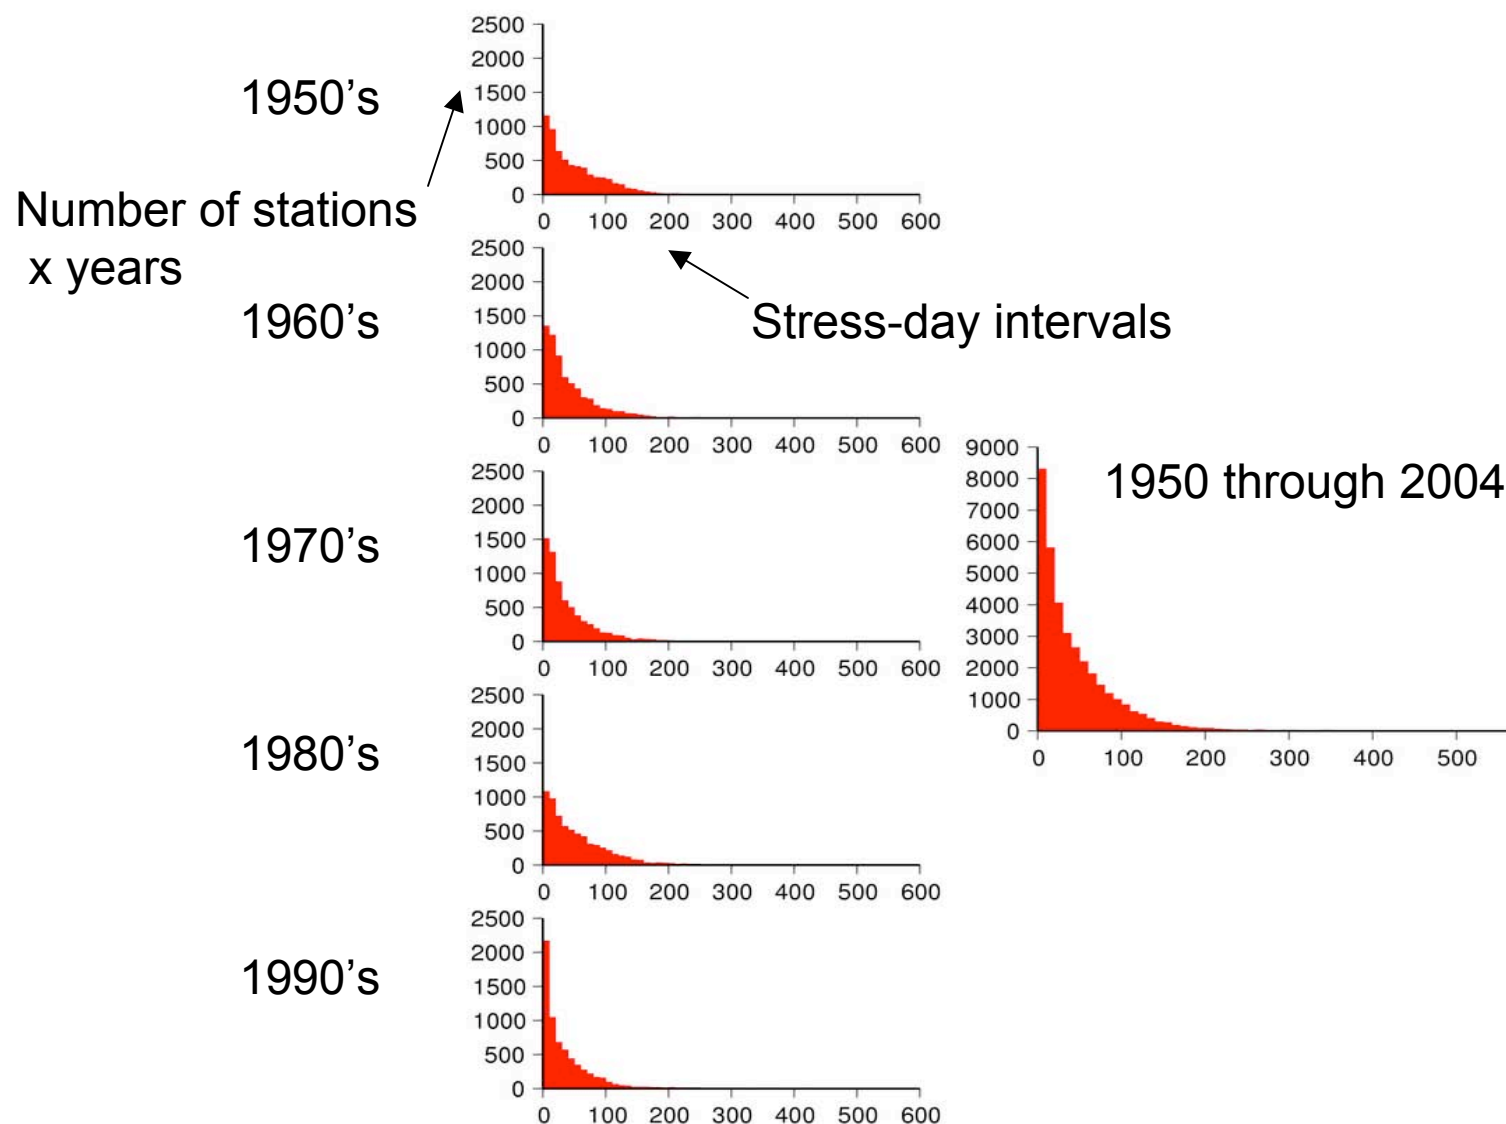 1950's
2500
2000
1500
1000
500
0
0 100 200 300 400 500 600
Number of stations
x years
Stress-day intervals
1960's
2500
2000
1500
1000
500
0
0 100 200 300 400 500 600
1970's
2500
2000
1500
1000
500
0
0 100 200 300 400 500 600
1950 through 2004
9000
8000
7000
6000
5000
4000
3000
2000
1000
0
0 100 200 300 400 500
1980's
2500
2000
1500
1000
500
0
0 100 200 300 400 500 600
1990's
2500
2000
1500
1000
500
0
0 100 200 300 400 500 600